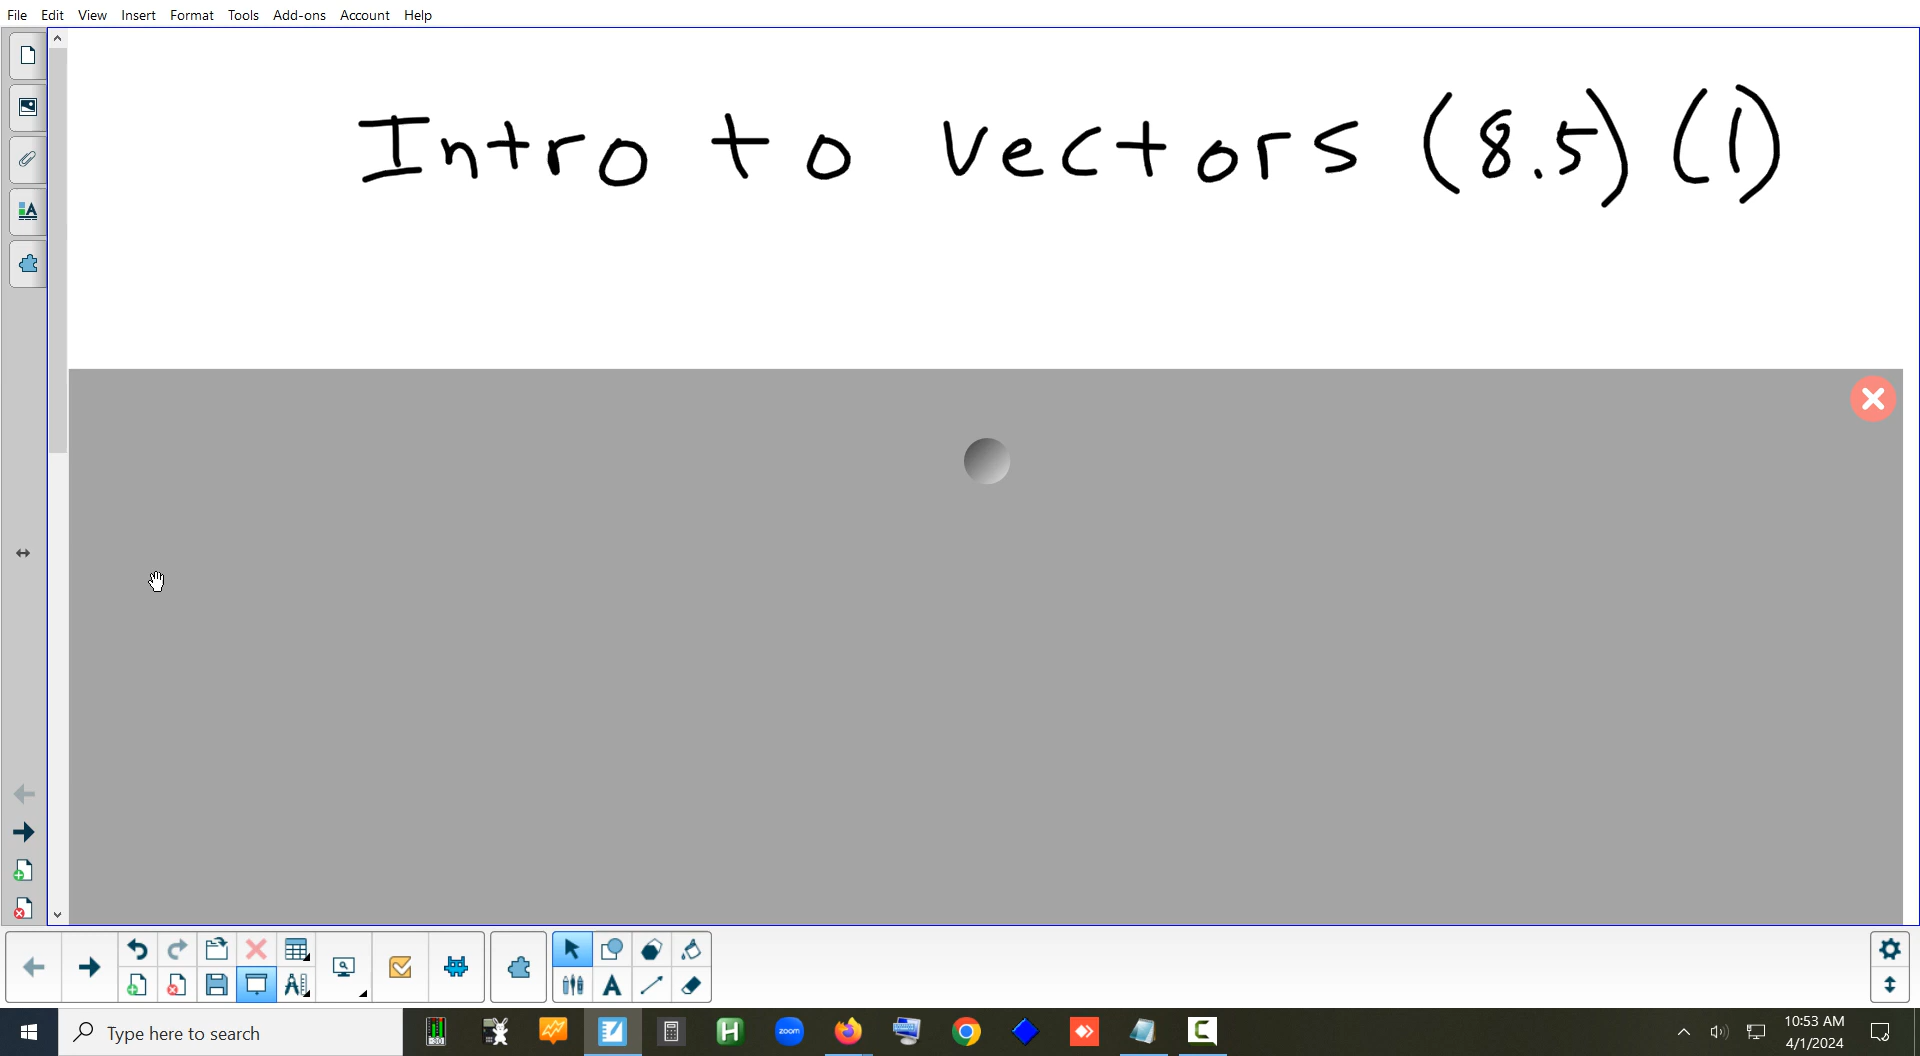 File Edit View Insert Format Tools Add-ons Account Help
Intro to vectors (8.5) (1)
Type here to search
zoom
10:53 AM
4/1/2024